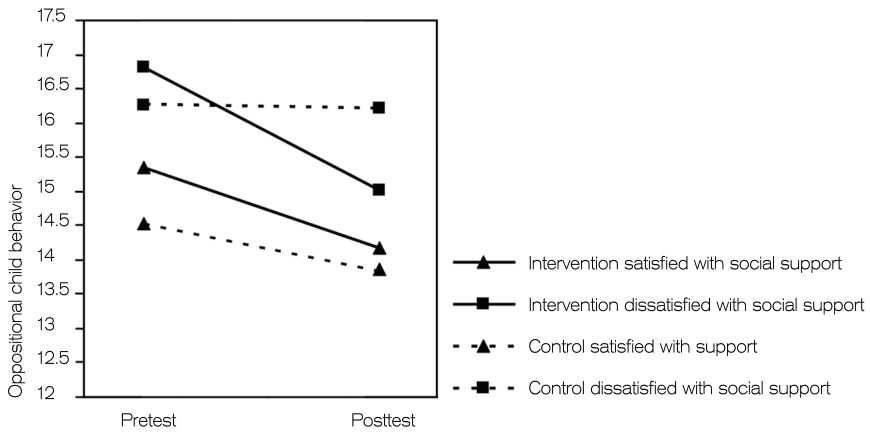 17.5
17
16.5
16
15.5
15
14.5
14
13.5
13
12.5
12
Oppositional child behavior
Pretest
Posttest
Intervention satisfied with social support
Intervention dissatisfied with social support
Control satisfied with support
Control dissatisfied with social support